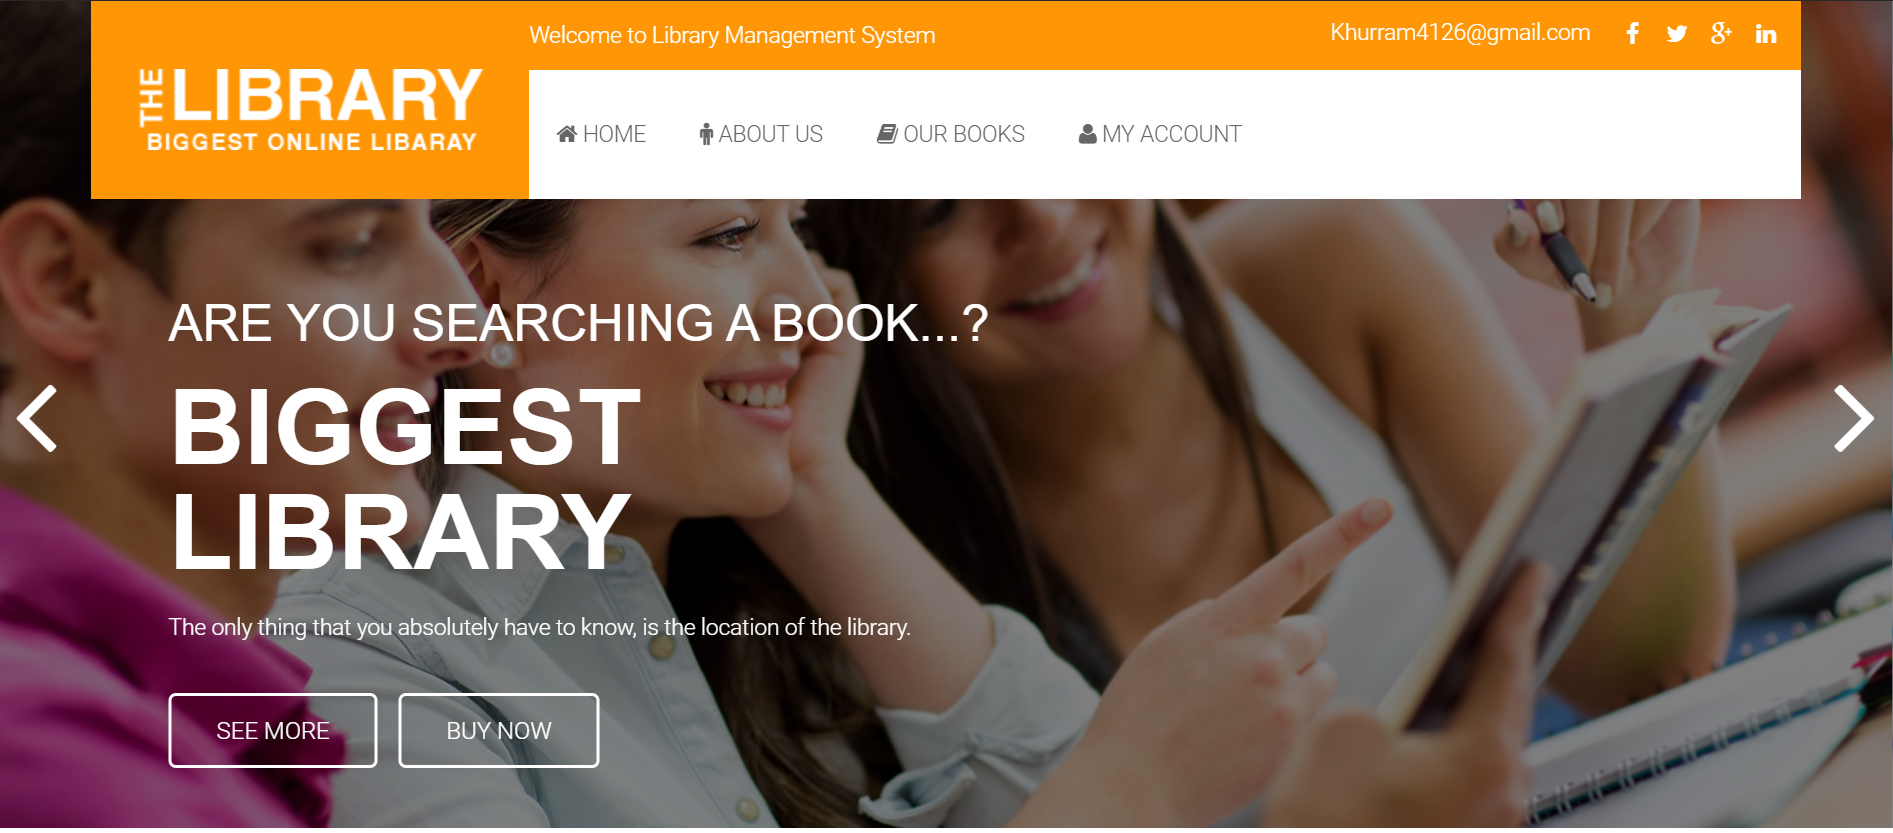 Welcome to Library Management System
Khurram4126@gmail.com
THE LIBRARY
BIGGEST ONLINE LIBARAY
HOME
ABOUT US
OUR BOOKS
MY ACCOUNT
ARE YOU SEARCHING A BOOK...?
BIGGEST
LIBRARY
The only thing that you absolutely have to know, is the location of the library.
SEE MORE
BUY NOW